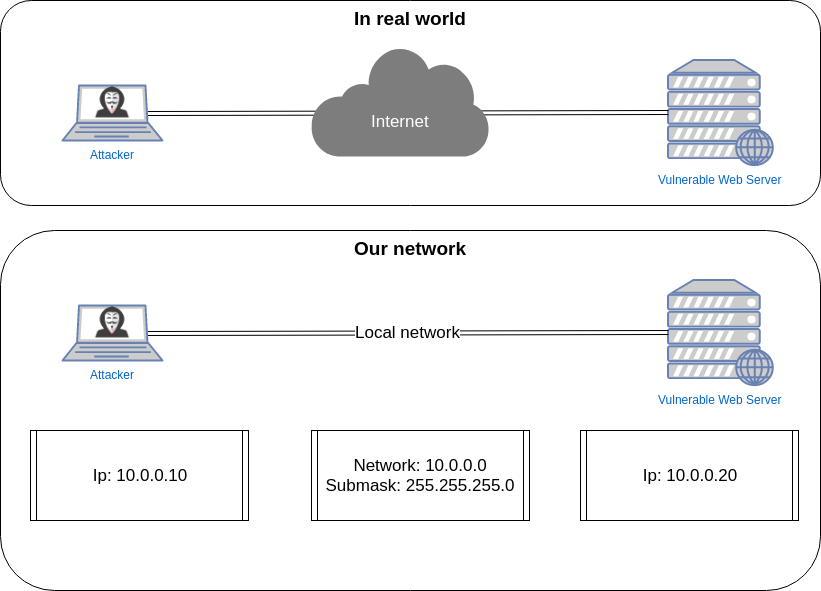 In real world
Internet
Attacker
Vulnerable Web Server
Our network
Local network
Attacker
Vulnerable Web Server
Ip: 10.0.0.10
Network: 10.0.0.0
Submask: 255.255.255.0
Ip: 10.0.0.20